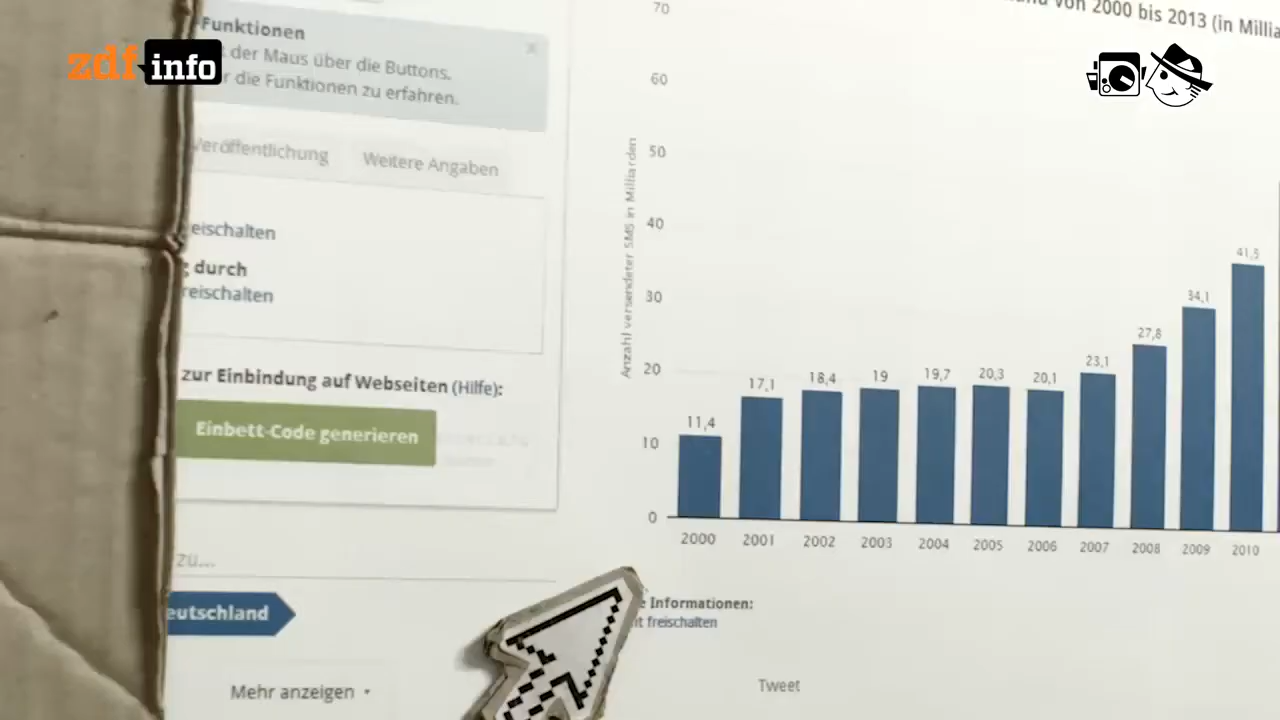 zdf info
Funktionen
der Maus über die Buttons,
r die Funktionen zu erfahren.
Veröffentlichung
Weitere Angaben
eischalten
durch
reischalten
zur Einbindung auf Webseiten (Hilfe):
Einbett-Code generieren
zu...
eutschland
Mehr anzeigen
von 2000 bis 2013 (in Millia
Anzahl versendeter SMS in Milliarden
70
60
50
40
30
20
10
0
11,4
17,1
18,4
19
19,7
20,3
20,1
23,1
27,8
34,1
41,5
2000
2001
2002
2003
2004
2005
2006
2007
2008
2009
2010
e Informationen:
t freischalten
Tweet